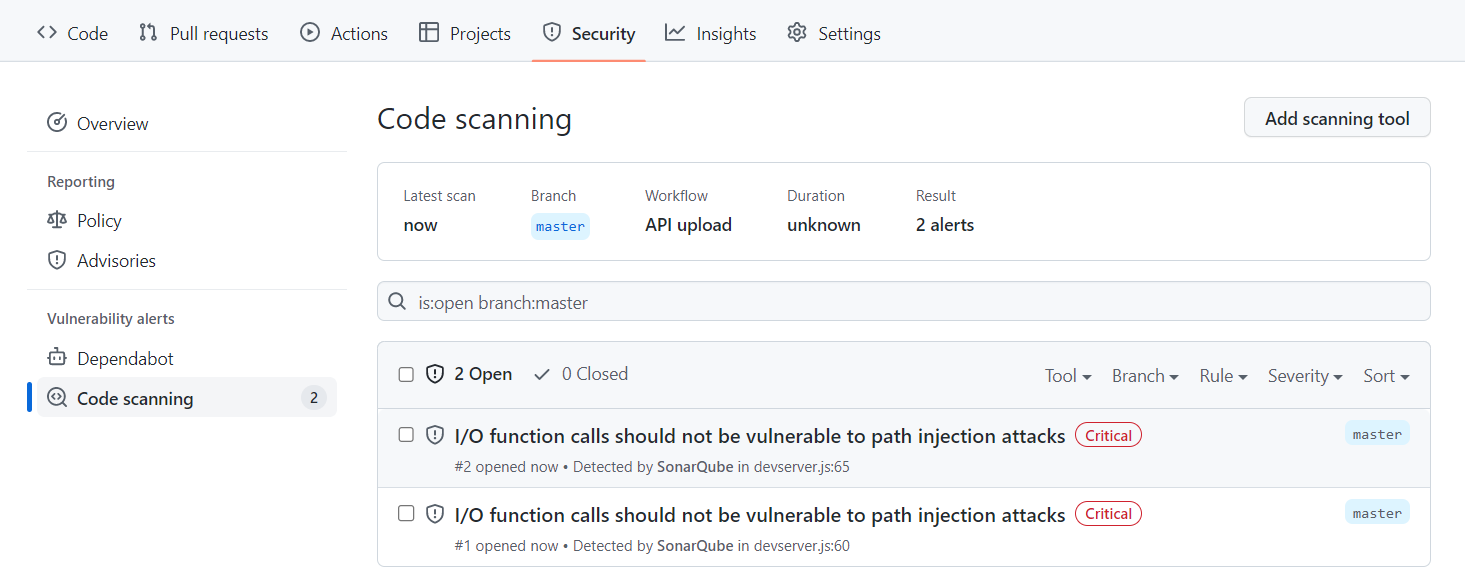 Code Pull requests Actions Projects Security Insights Settings
Overview
Reporting
Policy
Advisories
Vulnerability alerts
Dependabot
Code scanning 2
Code scanning
Add scanning tool
Latest scan Branch Workflow Duration Result
now master API upload unknown 2 alerts
is:open branch:master
2 Open 0 Closed Tool Branch Rule Severity Sort
I/O function calls should not be vulnerable to path injection attacks Critical master
#2 opened now • Detected by SonarQube in devserver.js:65
I/O function calls should not be vulnerable to path injection attacks Critical master
#1 opened now • Detected by SonarQube in devserver.js:60